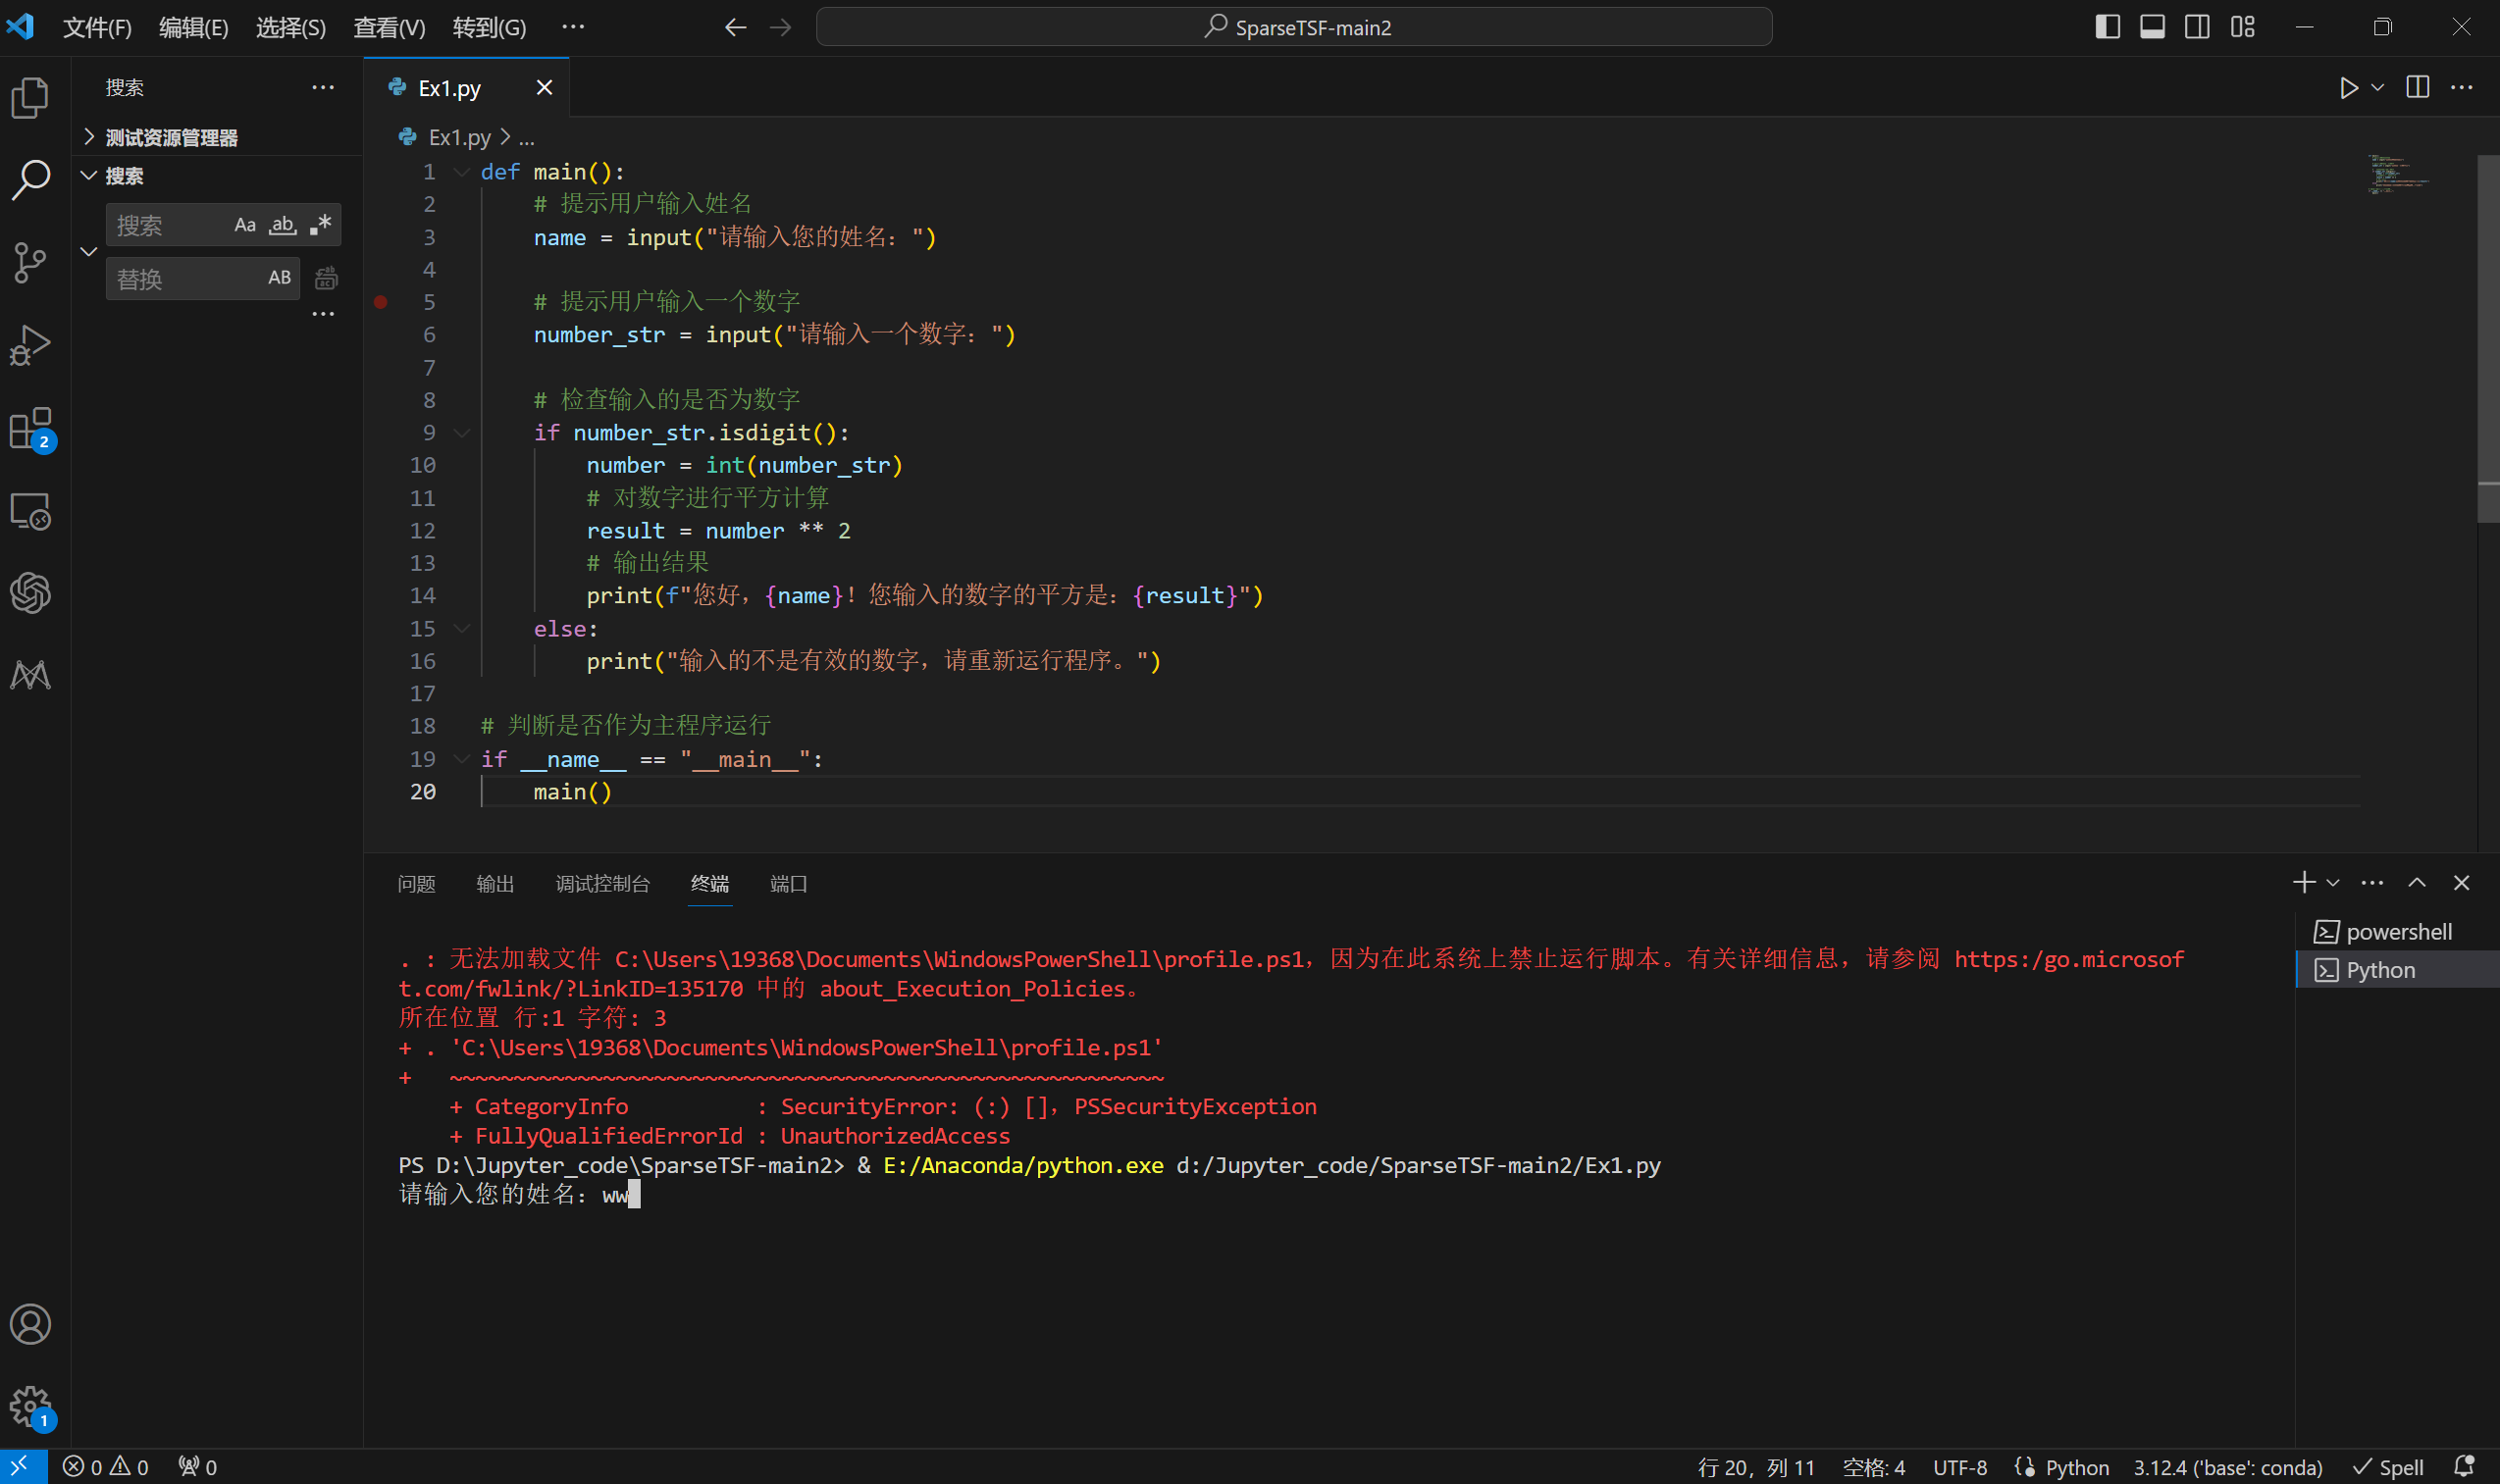 文件(F) 编辑(E) 选择(S) 查看(V) 转到(G) ··· SparseTSF-main2
搜索
测试资源管理器
搜索
搜索 Aa ab .*
替换 AB
2
1
Ex1.py
Ex1.py > ...
1 def main():
2     # 提示用户输入姓名
3     name = input("请输入您的姓名：")
4
5     # 提示用户输入一个数字
6     number_str = input("请输入一个数字：")
7
8     # 检查输入的是否为数字
9     if number_str.isdigit():
10         number = int(number_str)
11         # 对数字进行平方计算
12         result = number ** 2
13         # 输出结果
14         print(f"您好，{name}！您输入的数字的平方是：{result}")
15     else:
16         print("输入的不是有效的数字，请重新运行程序。")
17
18 # 判断是否作为主程序运行
19 if __name__ == "__main__":
20     main()
问题 输出 调试控制台 终端 端口
powershell
Python
. : 无法加载文件 C:\Users\19368\Documents\WindowsPowerShell\profile.ps1，因为在此系统上禁止运行脚本。有关详细信息，请参阅 https:/go.microsof
t.com/fwlink/?LinkID=135170 中的 about_Execution_Policies。
所在位置 行:1 字符: 3
+ . 'C:\Users\19368\Documents\WindowsPowerShell\profile.ps1'
+   ~~~~~~~~~~~~~~~~~~~~~~~~~~~~~~~~~~~~~~~~~~~~~~~~~~~~~~~~
    + CategoryInfo          : SecurityError: (:) []，PSSecurityException
    + FullyQualifiedErrorId : UnauthorizedAccess
PS D:\Jupyter_code\SparseTSF-main2> & E:/Anaconda/python.exe d:/Jupyter_code/SparseTSF-main2/Ex1.py
请输入您的姓名：ww
0 0 0 行 20，列 11 空格: 4 UTF-8 Python 3.12.4 ('base': conda) Spell